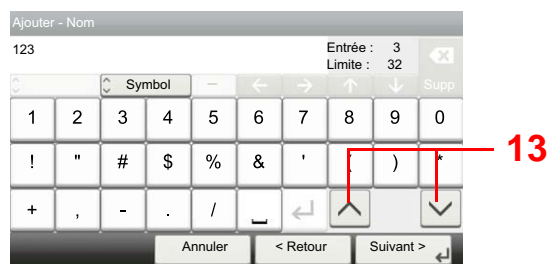 Ajouter - Nom
123
Entrée : 3
Limite : 32
Symbol - Supp
1 2 3 4 5 6 7 8 9 0
! " # $ % & ' ( ) *
+ , - . /
13
Annuler < Retour Suivant >